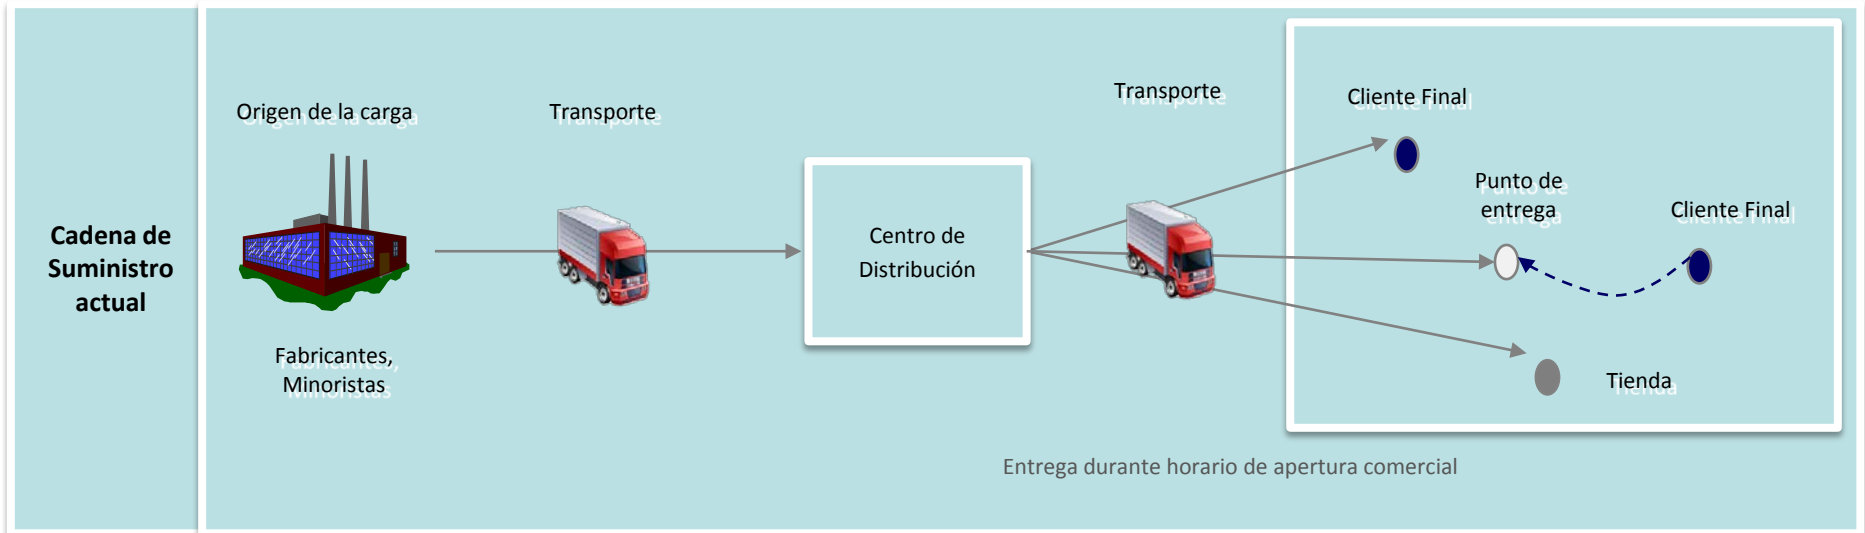 Cadena de
Suministro
actual
Origen de la carga
Fabricantes,
Minoristas
Transporte
Centro de
Distribución
Transporte
Cliente Final
Punto de
entrega
Cliente Final
Tienda
Entrega durante horario de apertura comercial